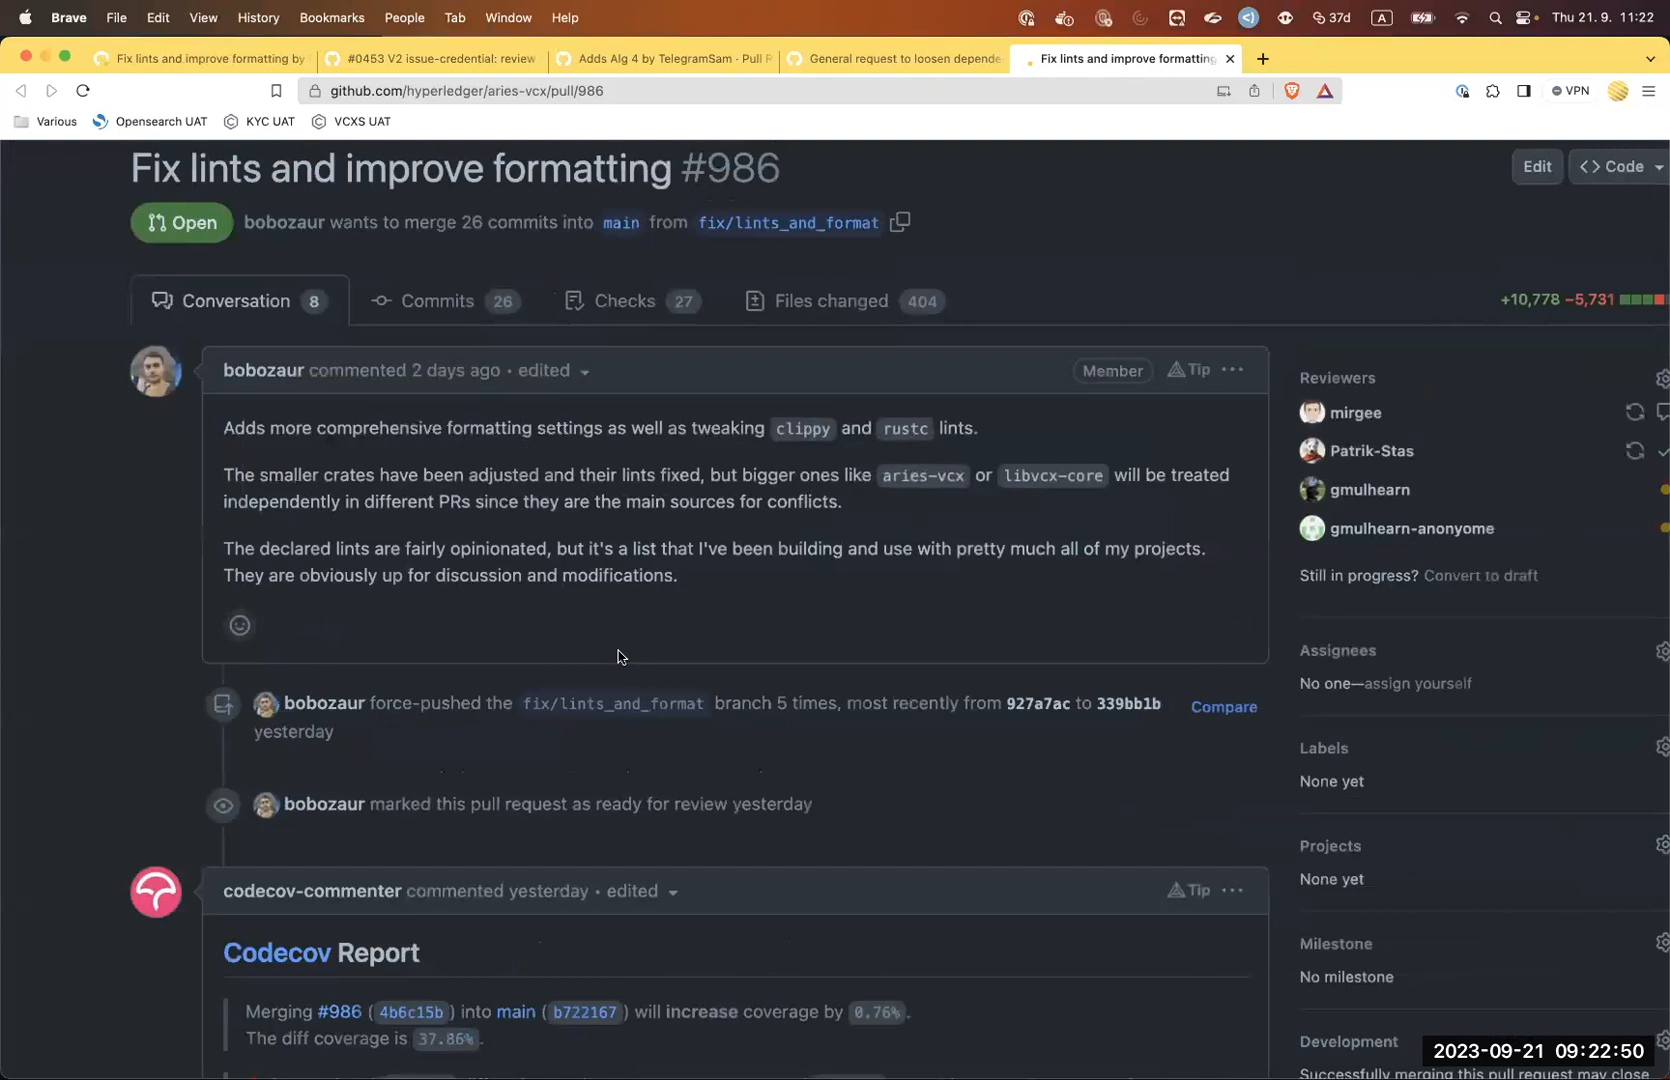 Brave File Edit View History Bookmarks People Tab Window Help 37d A Thu 21. 9. 11:22
Fix lints and improve formatting by #0453 V2 issue-credential: review Adds Alg 4 by TelegramSam · Pull R General request to loosen depende Fix lints and improve formatting
github.com/hyperledger/aries-vcx/pull/986 VPN
Various Opensearch UAT KYC UAT VCXS UAT
Fix lints and improve formatting #986
Edit <> Code
Open bobozaur wants to merge 26 commits into main from fix/lints_and_format
Conversation 8 Commits 26 Checks 27 Files changed 404 +10,778 −5,731
bobozaur commented 2 days ago · edited Member Tip ···
Adds more comprehensive formatting settings as well as tweaking clippy and rustc lints.
The smaller crates have been adjusted and their lints fixed, but bigger ones like aries-vcx or libvcx-core will be treated
independently in different PRs since they are the main sources for conflicts.
The declared lints are fairly opinionated, but it's a list that I've been building and use with pretty much all of my projects.
They are obviously up for discussion and modifications.
Reviewers
mirgee
Patrik-Stas
gmulhearn
gmulhearn-anonyome
Still in progress? Convert to draft
Assignees
No one—assign yourself
Labels
None yet
Projects
None yet
Milestone
No milestone
Development
Successfully merging this pull request may close
bobozaur force-pushed the fix/lints_and_format branch 5 times, most recently from 927a7ac to 339bb1b Compare
yesterday
bobozaur marked this pull request as ready for review yesterday
codecov-commenter commented yesterday · edited Tip ···
Codecov Report
Merging #986 (4b6c15b) into main (b722167) will increase coverage by 0.76%.
The diff coverage is 37.86%.
2023-09-21 09:22:50